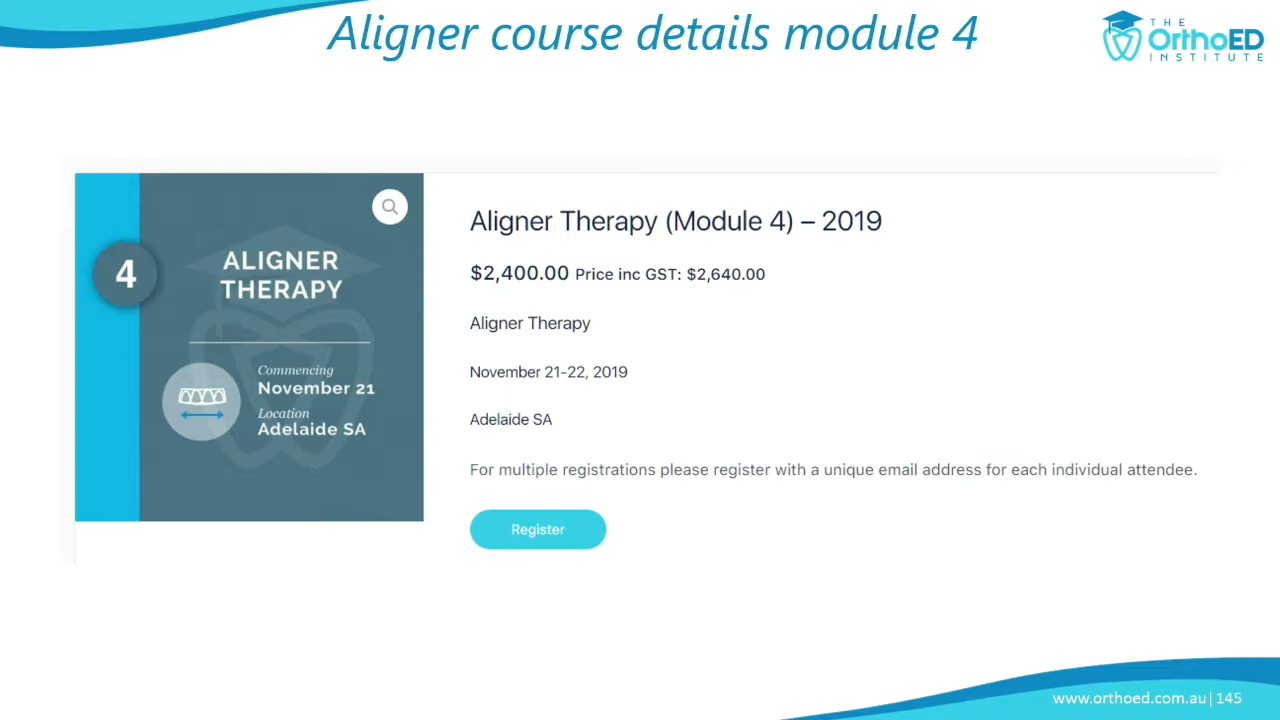 Aligner course details module 4
THE
OrthoED
INSTITUTE
4
ALIGNER
THERAPY
Commencing
November 21
Location
Adelaide SA
Aligner Therapy (Module 4) – 2019
$2,400.00 Price inc GST: $2,640.00
Aligner Therapy
November 21-22, 2019
Adelaide SA
For multiple registrations please register with a unique email address for each individual attendee.
Register
www.orthoed.com.au| 145